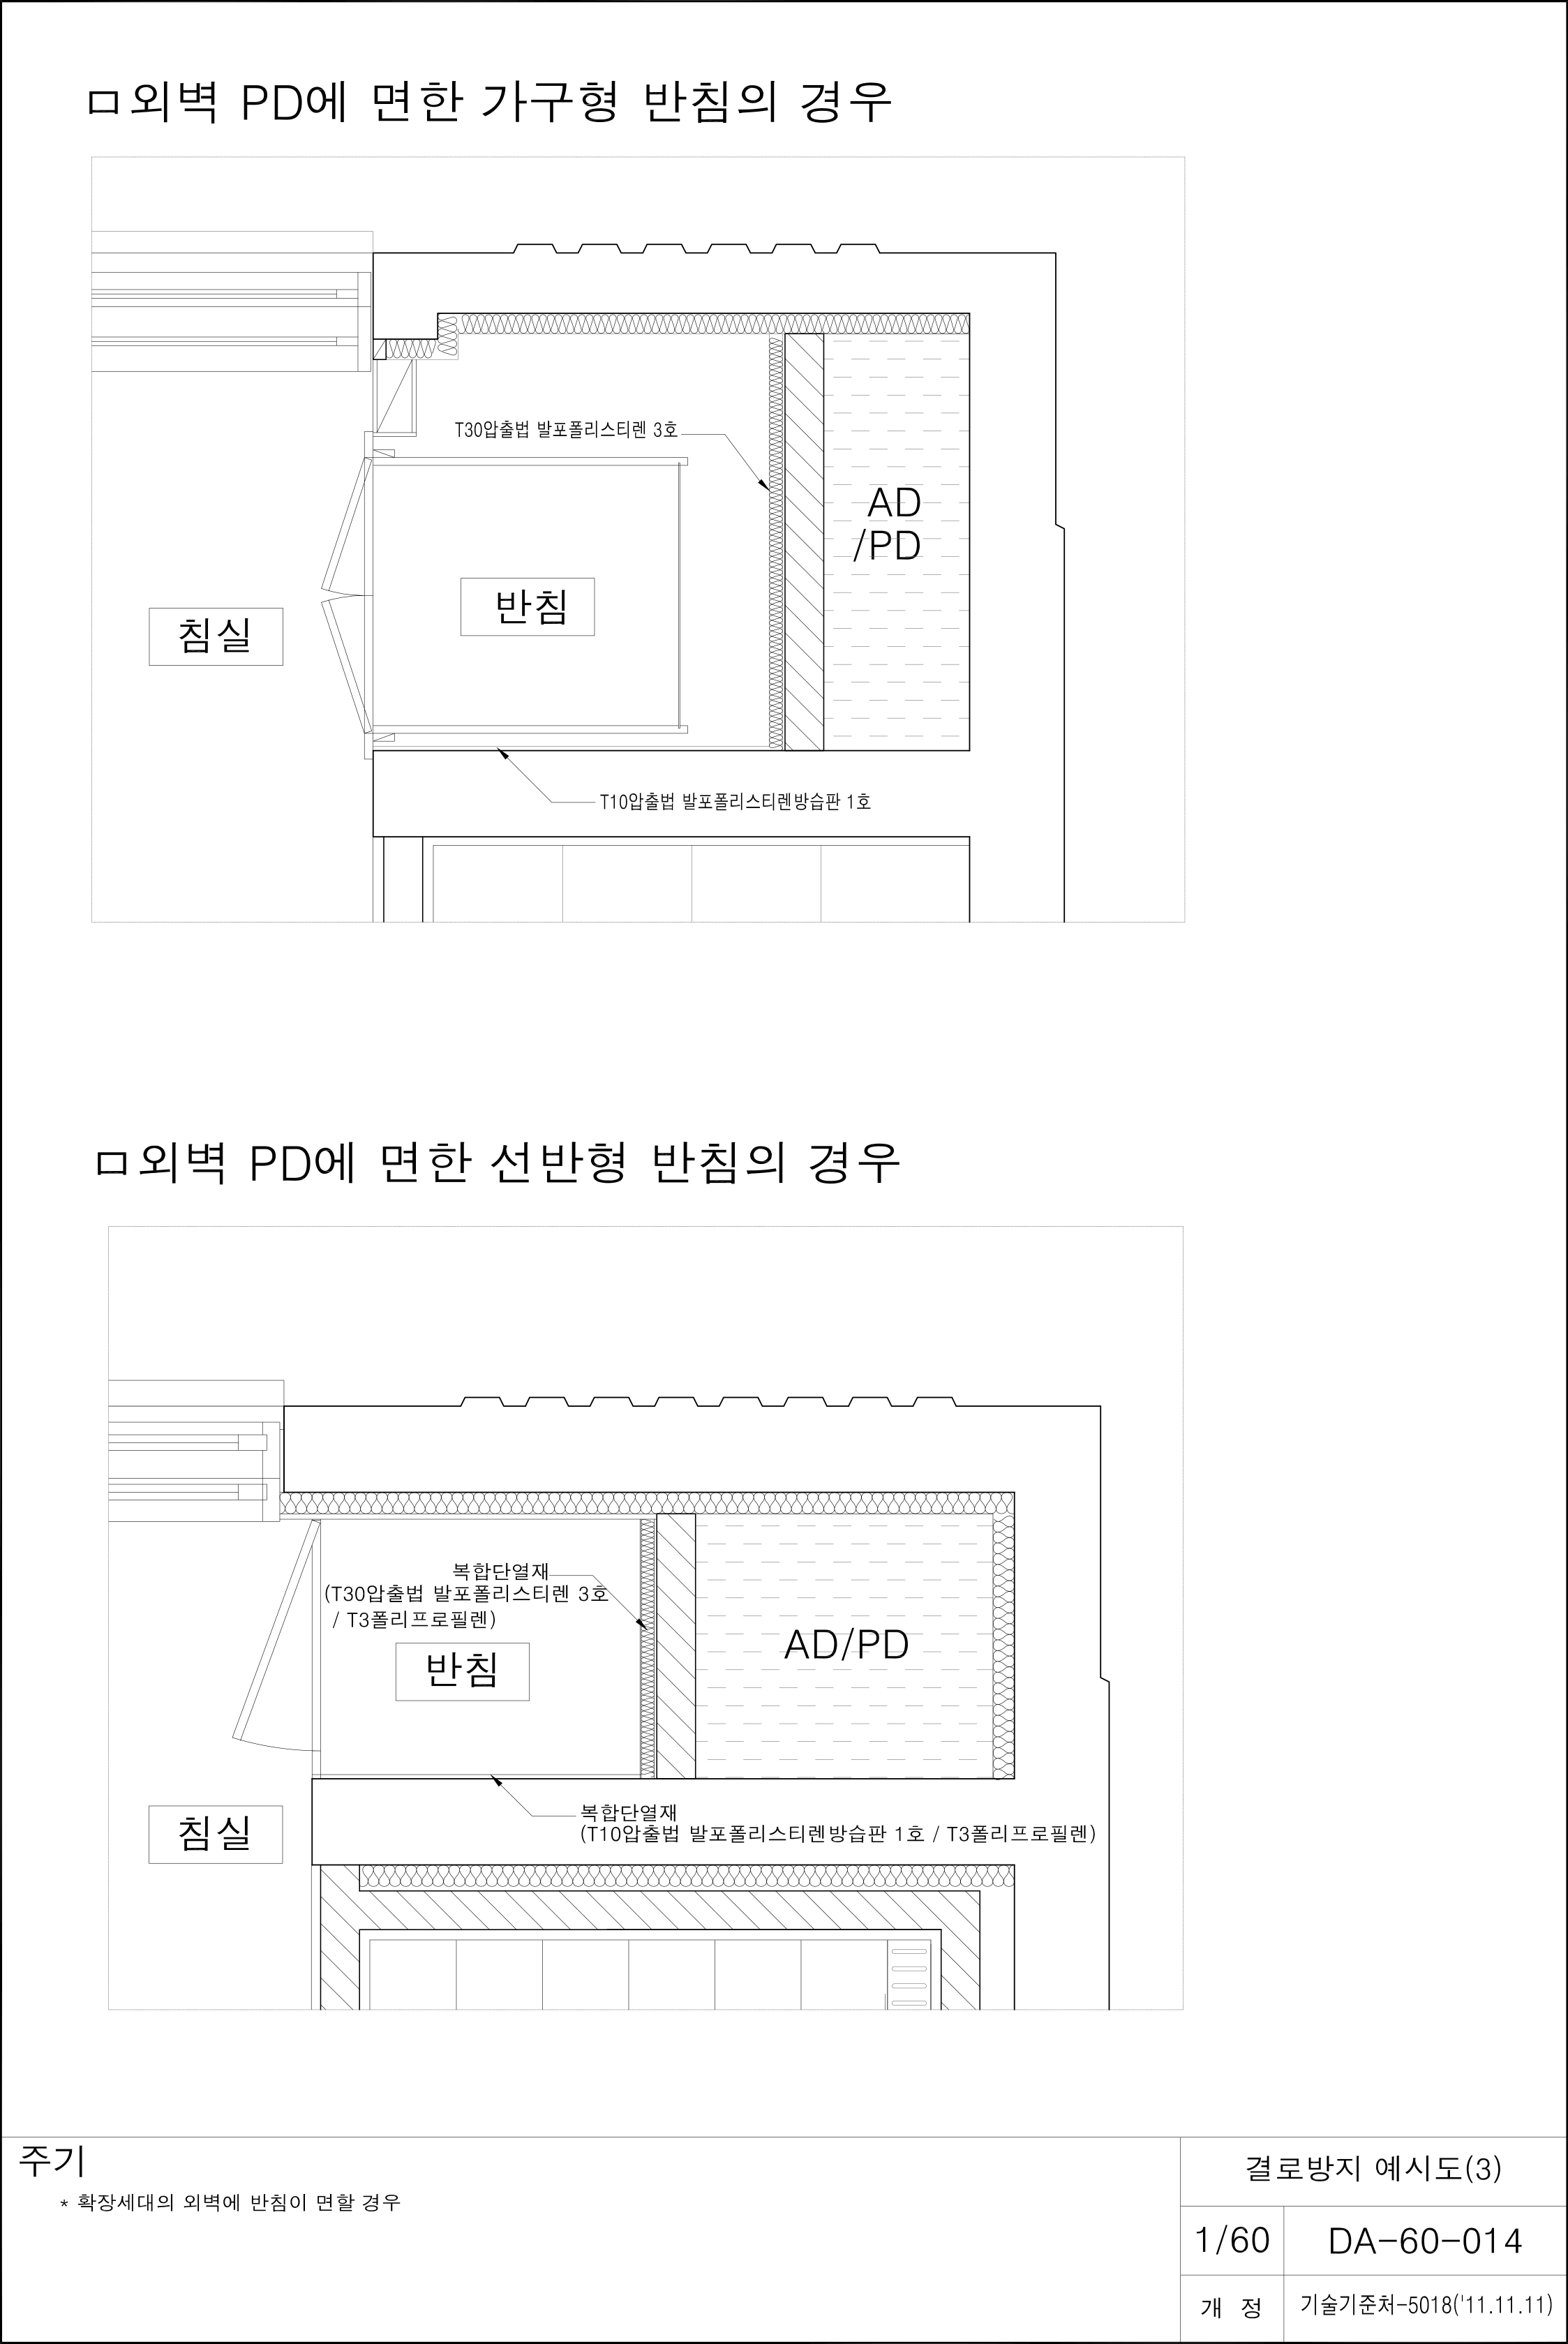 ㅁ외벽 PD에 면한 가구형 반침의 경우
T30압출법 발포폴리스티렌 3호
AD
/PD
반침
침실
T10압출법 발포폴리스티렌방습판 1호
ㅁ외벽 PD에 면한 선반형 반침의 경우
복합단열재
(T30압출법 발포폴리스티렌 3호
/ T3폴리프로필렌)
AD/PD
반침
침실
복합단열재
(T10압출법 발포폴리스티렌방습판 1호 / T3폴리프로필렌)
주기
* 확장세대의 외벽에 반침이 면할 경우
결로방지 예시도(3)
1/60
DA-60-014
개 정
기술기준처-5018('11.11.11)